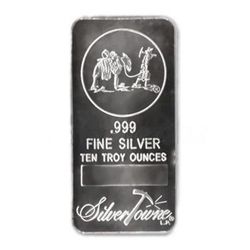 .999
FINE SILVER
TEN TROY OUNCES
SilverTowne®
L.P.